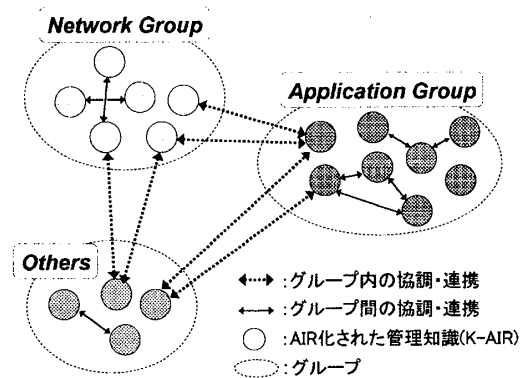 Network Group
Application Group
Others
:グループ内の協調・連携
:グループ間の協調・連携
:AIR化された管理知識(K-AIR)
:グループ